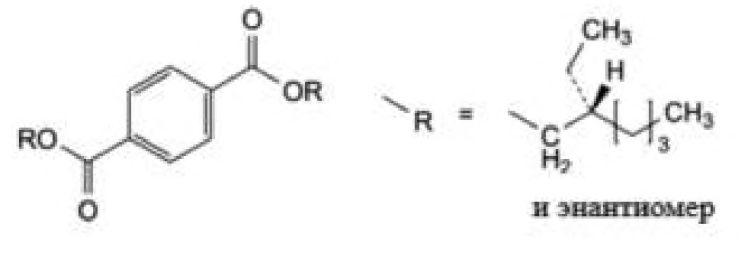 O
OR
RO
O
R =
CH₃
H
C
H₂
CH₃
3
и энантиомер